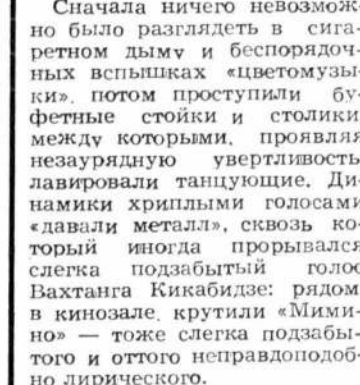 Сначала ничего невозмож-
но было разглядеть в сига-
ретном дыму и беспорядоч-
ных вспышках «цветомузы-
ки». потом проступили бу-
фетные стойки и столики
между которыми, проявляя
незаурядную увертливость
лавировали танцующие. Ди-
намики хриплыми голосами
«давали металл», сквозь ко-
торый иногда прорывался
слегка подзабытый голос
Вахтанга Кикабидзе: рядом
в кинозале. крутили «Мими-
но» — тоже слегка подзабы-
того и оттого неправдоподоб-
но лирического.